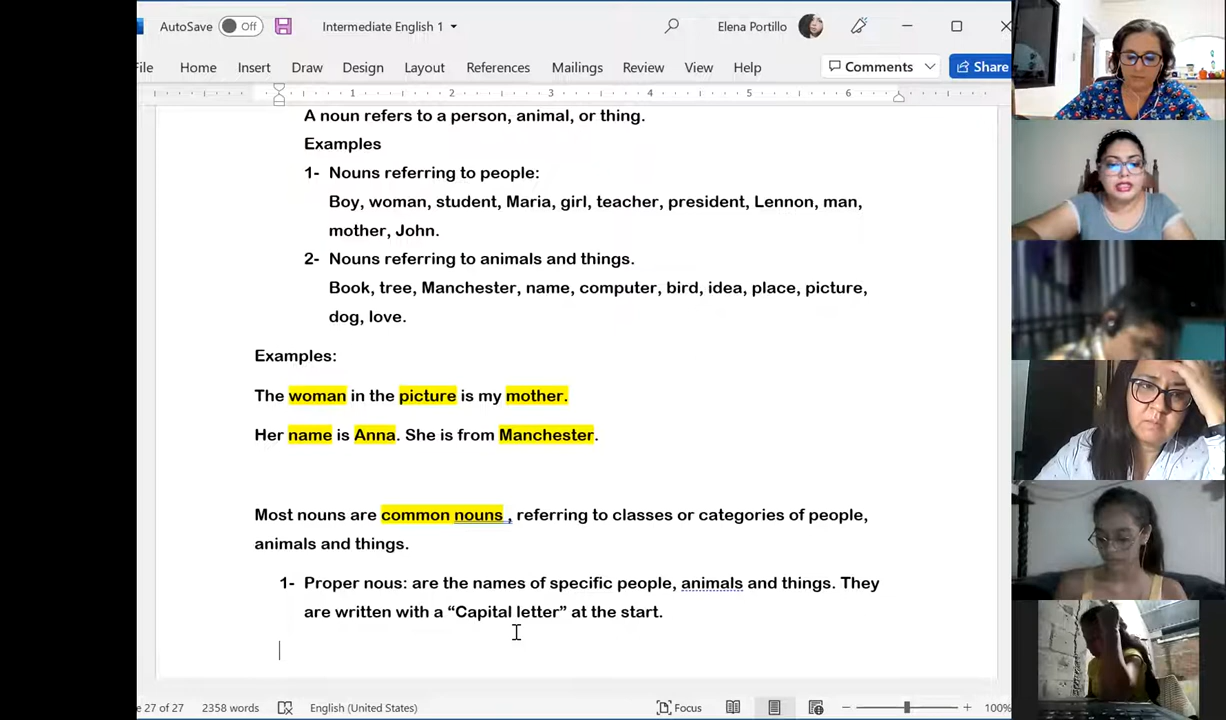 AutoSave Off Intermediate English 1 Elena Portillo
File Home Insert Draw Design Layout References Mailings Review View Help Comments Share
1 2 3 4 5 6
A noun refers to a person, animal, or thing.
Examples
1- Nouns referring to people:
Boy, woman, student, Maria, girl, teacher, president, Lennon, man,
mother, John.
2- Nouns referring to animals and things.
Book, tree, Manchester, name, computer, bird, idea, place, picture,
dog, love.
Examples:
The woman in the picture is my mother.
Her name is Anna. She is from Manchester.
Most nouns are common nouns , referring to classes or categories of people,
animals and things.
1- Proper nous: are the names of specific people, animals and things. They
are written with a “Capital letter” at the start.
e 27 of 27 2358 words English (United States) Focus 100%